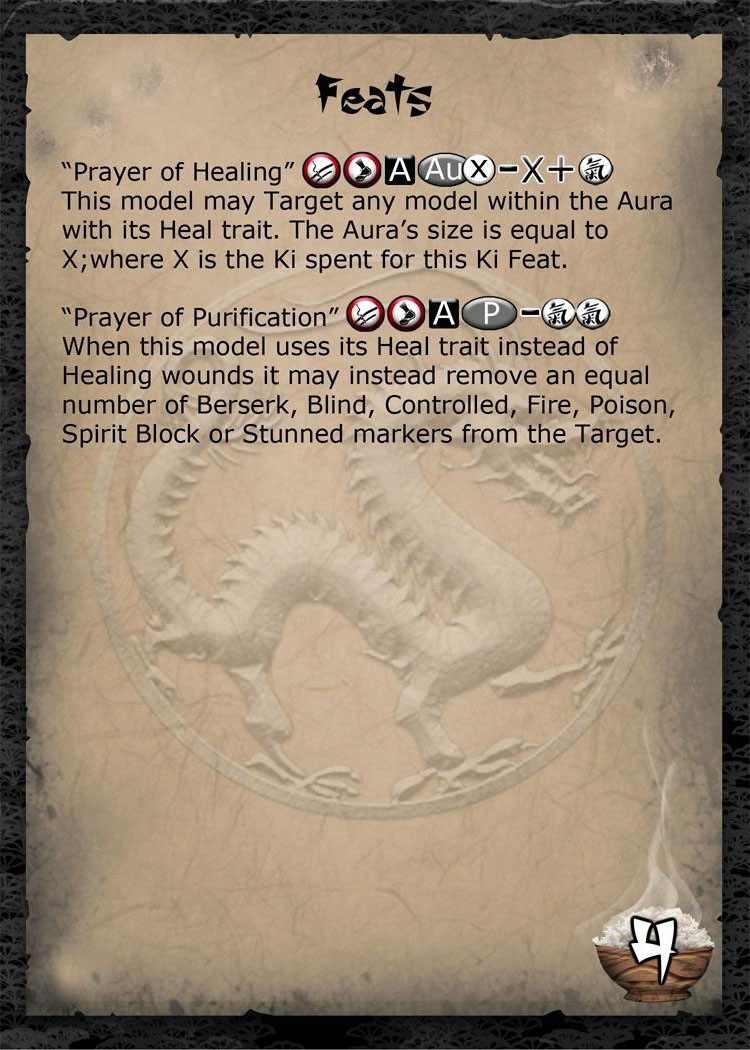 Feats
“Prayer of Healing” A Au X – X + 氣
This model may Target any model within the Aura
with its Heal trait. The Aura’s size is equal to
X;where X is the Ki spent for this Ki Feat.
“Prayer of Purification” A P – 氣 氣
When this model uses its Heal trait instead of
Healing wounds it may instead remove an equal
number of Berserk, Blind, Controlled, Fire, Poison,
Spirit Block or Stunned markers from the Target.
4